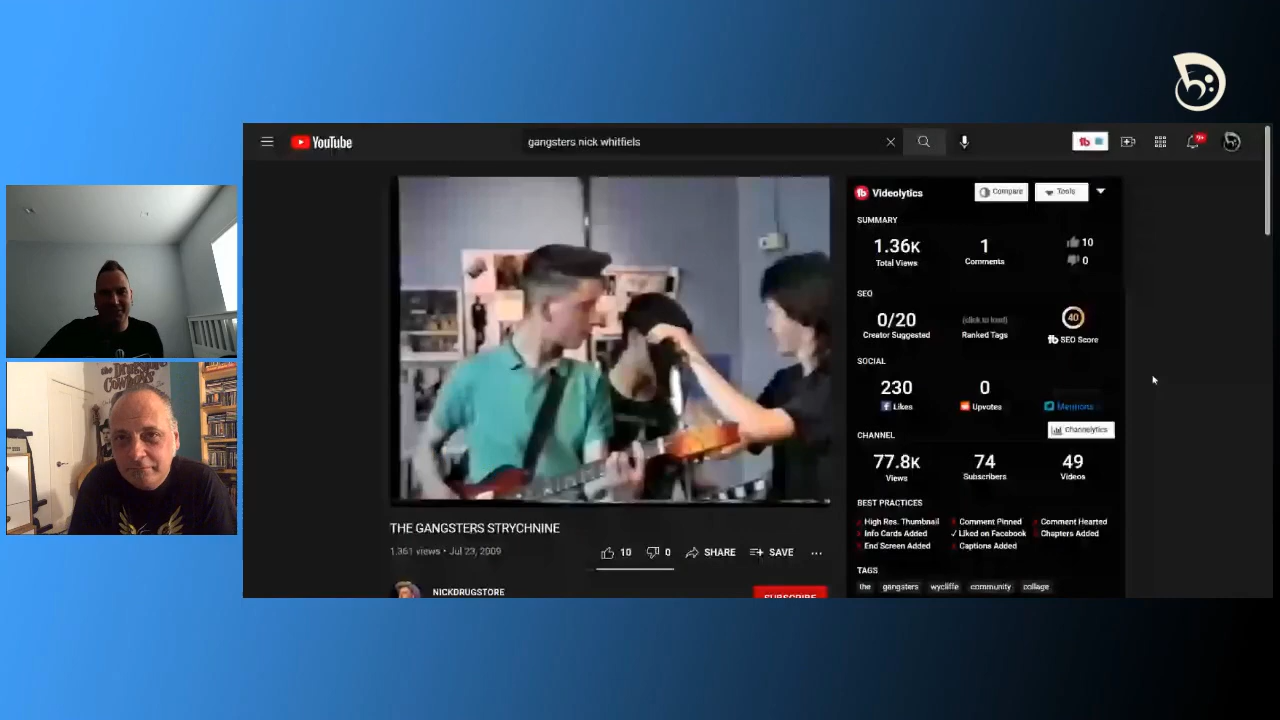 YouTube
gangsters nick whitfiels
9+
Videolytics
Compare
Tools
SUMMARY
1.36K
Total Views
1
Comments
10
0
SEO
0/20
Creator Suggested
(click to load)
Ranked Tags
40
SEO Score
SOCIAL
230
Likes
0
Upvotes
Mentions
Channelytics
CHANNEL
77.8K
Views
74
Subscribers
49
Videos
BEST PRACTICES
High Res. Thumbnail
Comment Pinned
Comment Hearted
Info Cards Added
Liked on Facebook
Chapters Added
End Screen Added
Captions Added
TAGS
the gangsters wycliffe community collage
THE GANGSTERS STRYCHNINE
1,361 views • Jul 23, 2009
10
0
SHARE
SAVE
NICKDRUGSTORE
SUBSCRIBE